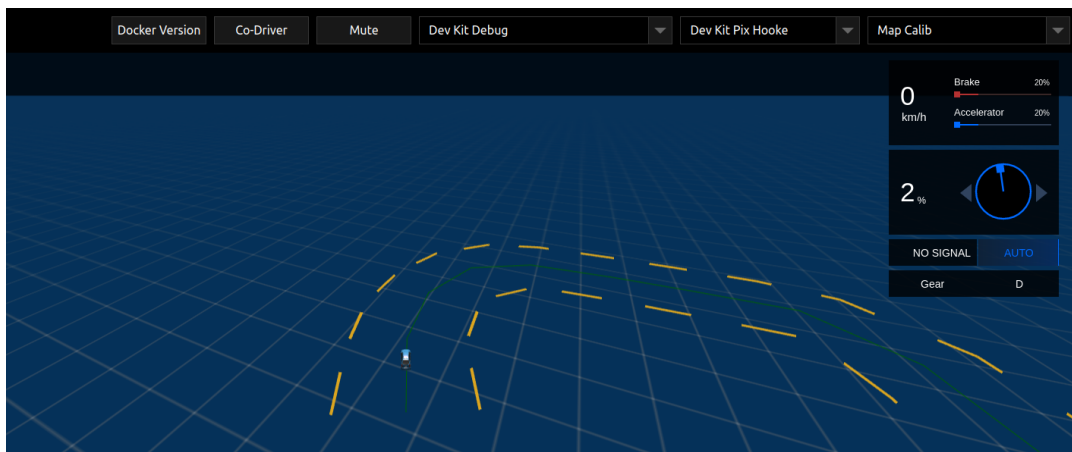 Docker Version Co-Driver Mute Dev Kit Debug Dev Kit Pix Hooke Map Calib
0
km/h
Brake 20%
Accelerator 20%
2 %
NO SIGNAL AUTO
Gear D